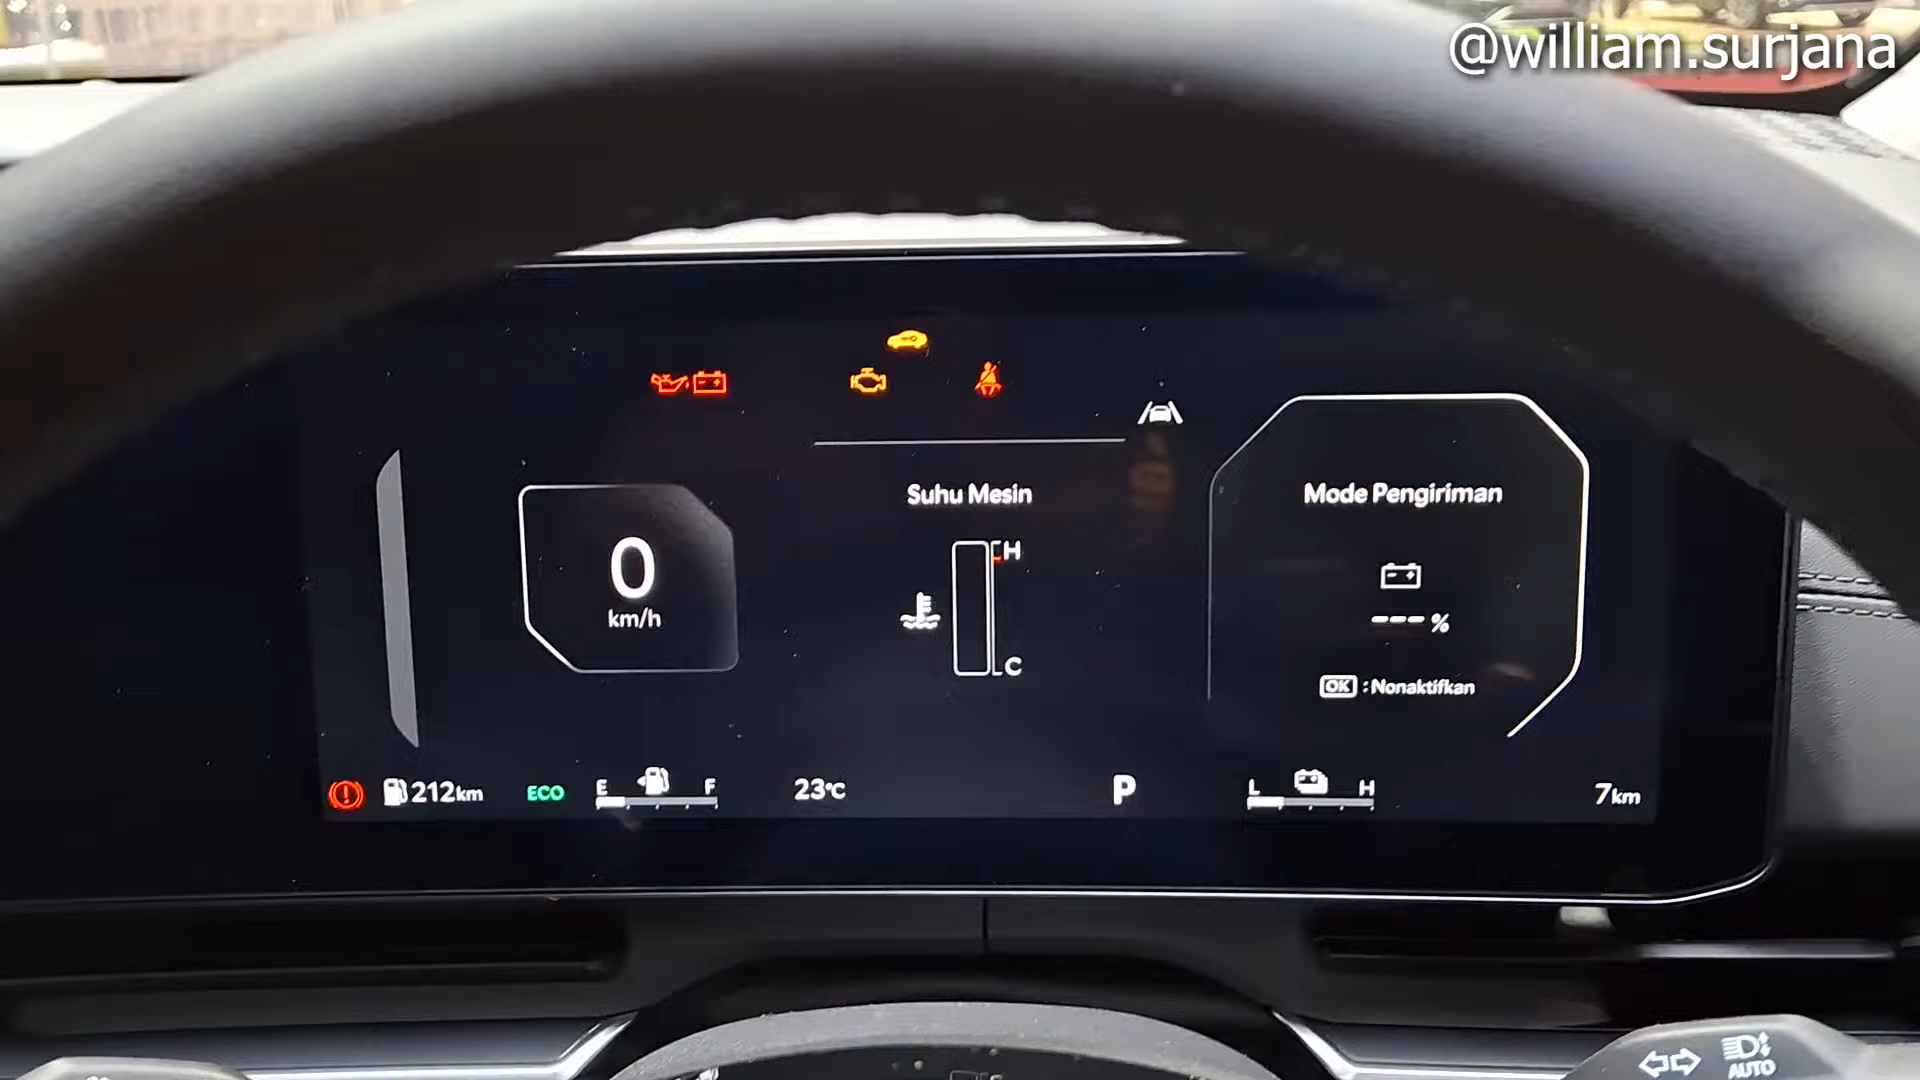 @william.surjana
Suhu Mesin
Mode Pengiriman
H
0
km/h
C
--- %
OK : Nonaktifkan
212km
ECO
E
F
23°C
P
L
H
7km
AUTO